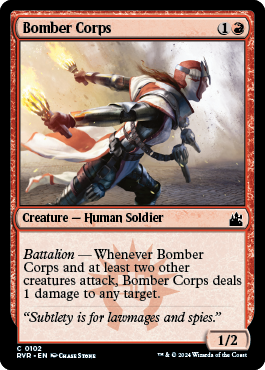 Bomber Corps 1
Creature — Human Soldier
Battalion — Whenever Bomber
Corps and at least two other
creatures attack, Bomber Corps deals
1 damage to any target.
“Subtlety is for lawmages and spies.”
1/2
C 0102
RVR • EN Chase Stone
™ & © 2024 Wizards of the Coast